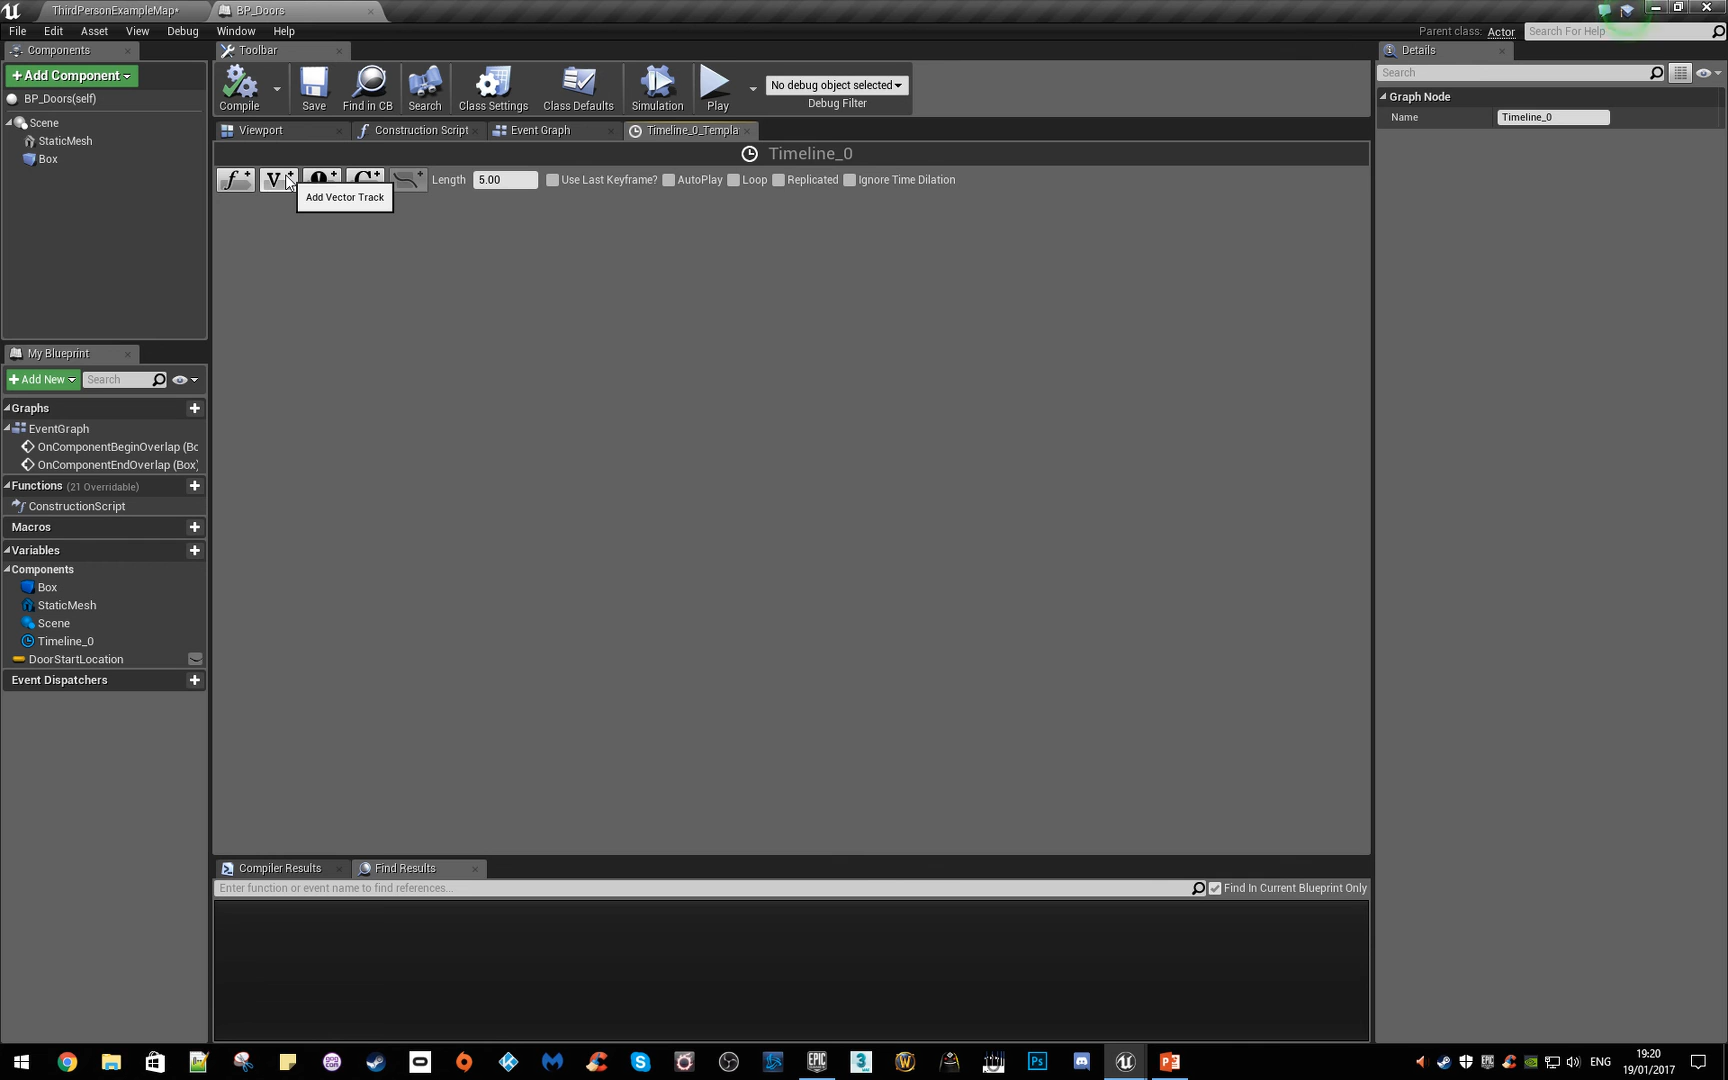 ThirdPersonExampleMap*
BP_Doors
File Edit Asset View Debug Window Help
Parent class: Actor
Search For Help
Components
Toolbar
Details
+Add Component
Compile
Save
Find in CB
Search
Class Settings
Class Defaults
Simulation
Play
No debug object selected
Debug Filter
Search
BP_Doors(self)
Graph Node
Name Timeline_0
Scene
StaticMesh
Box
Viewport
Construction Script
Event Graph
Timeline_0_Templa
Timeline_0
f+ V+
Length 5.00 Use Last Keyframe? AutoPlay Loop Replicated Ignore Time Dilation
Add Vector Track
My Blueprint
+Add New
Search
Graphs
EventGraph
OnComponentBeginOverlap (Bc
OnComponentEndOverlap (Box)
Functions (21 Overridable)
ConstructionScript
Macros
Variables
Components
Box
StaticMesh
Scene
Timeline_0
DoorStartLocation
Event Dispatchers
Compiler Results
Find Results
Enter function or event name to find references...
Find In Current Blueprint Only
ENG
19:20
19/01/2017